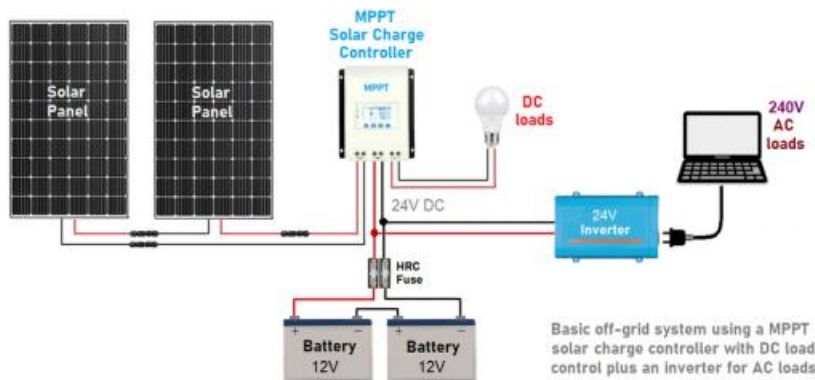 MPPT
Solar Charge
Controller
Solar
Panel
Solar
Panel
MPPT
DC
loads
240V
AC
loads
24V DC
24V
Inverter
HRC
Fuse
+
–
+
–
Battery
12V
Battery
12V
Basic off-grid system using a MPPT
solar charge controller with DC load
control plus an inverter for AC loads